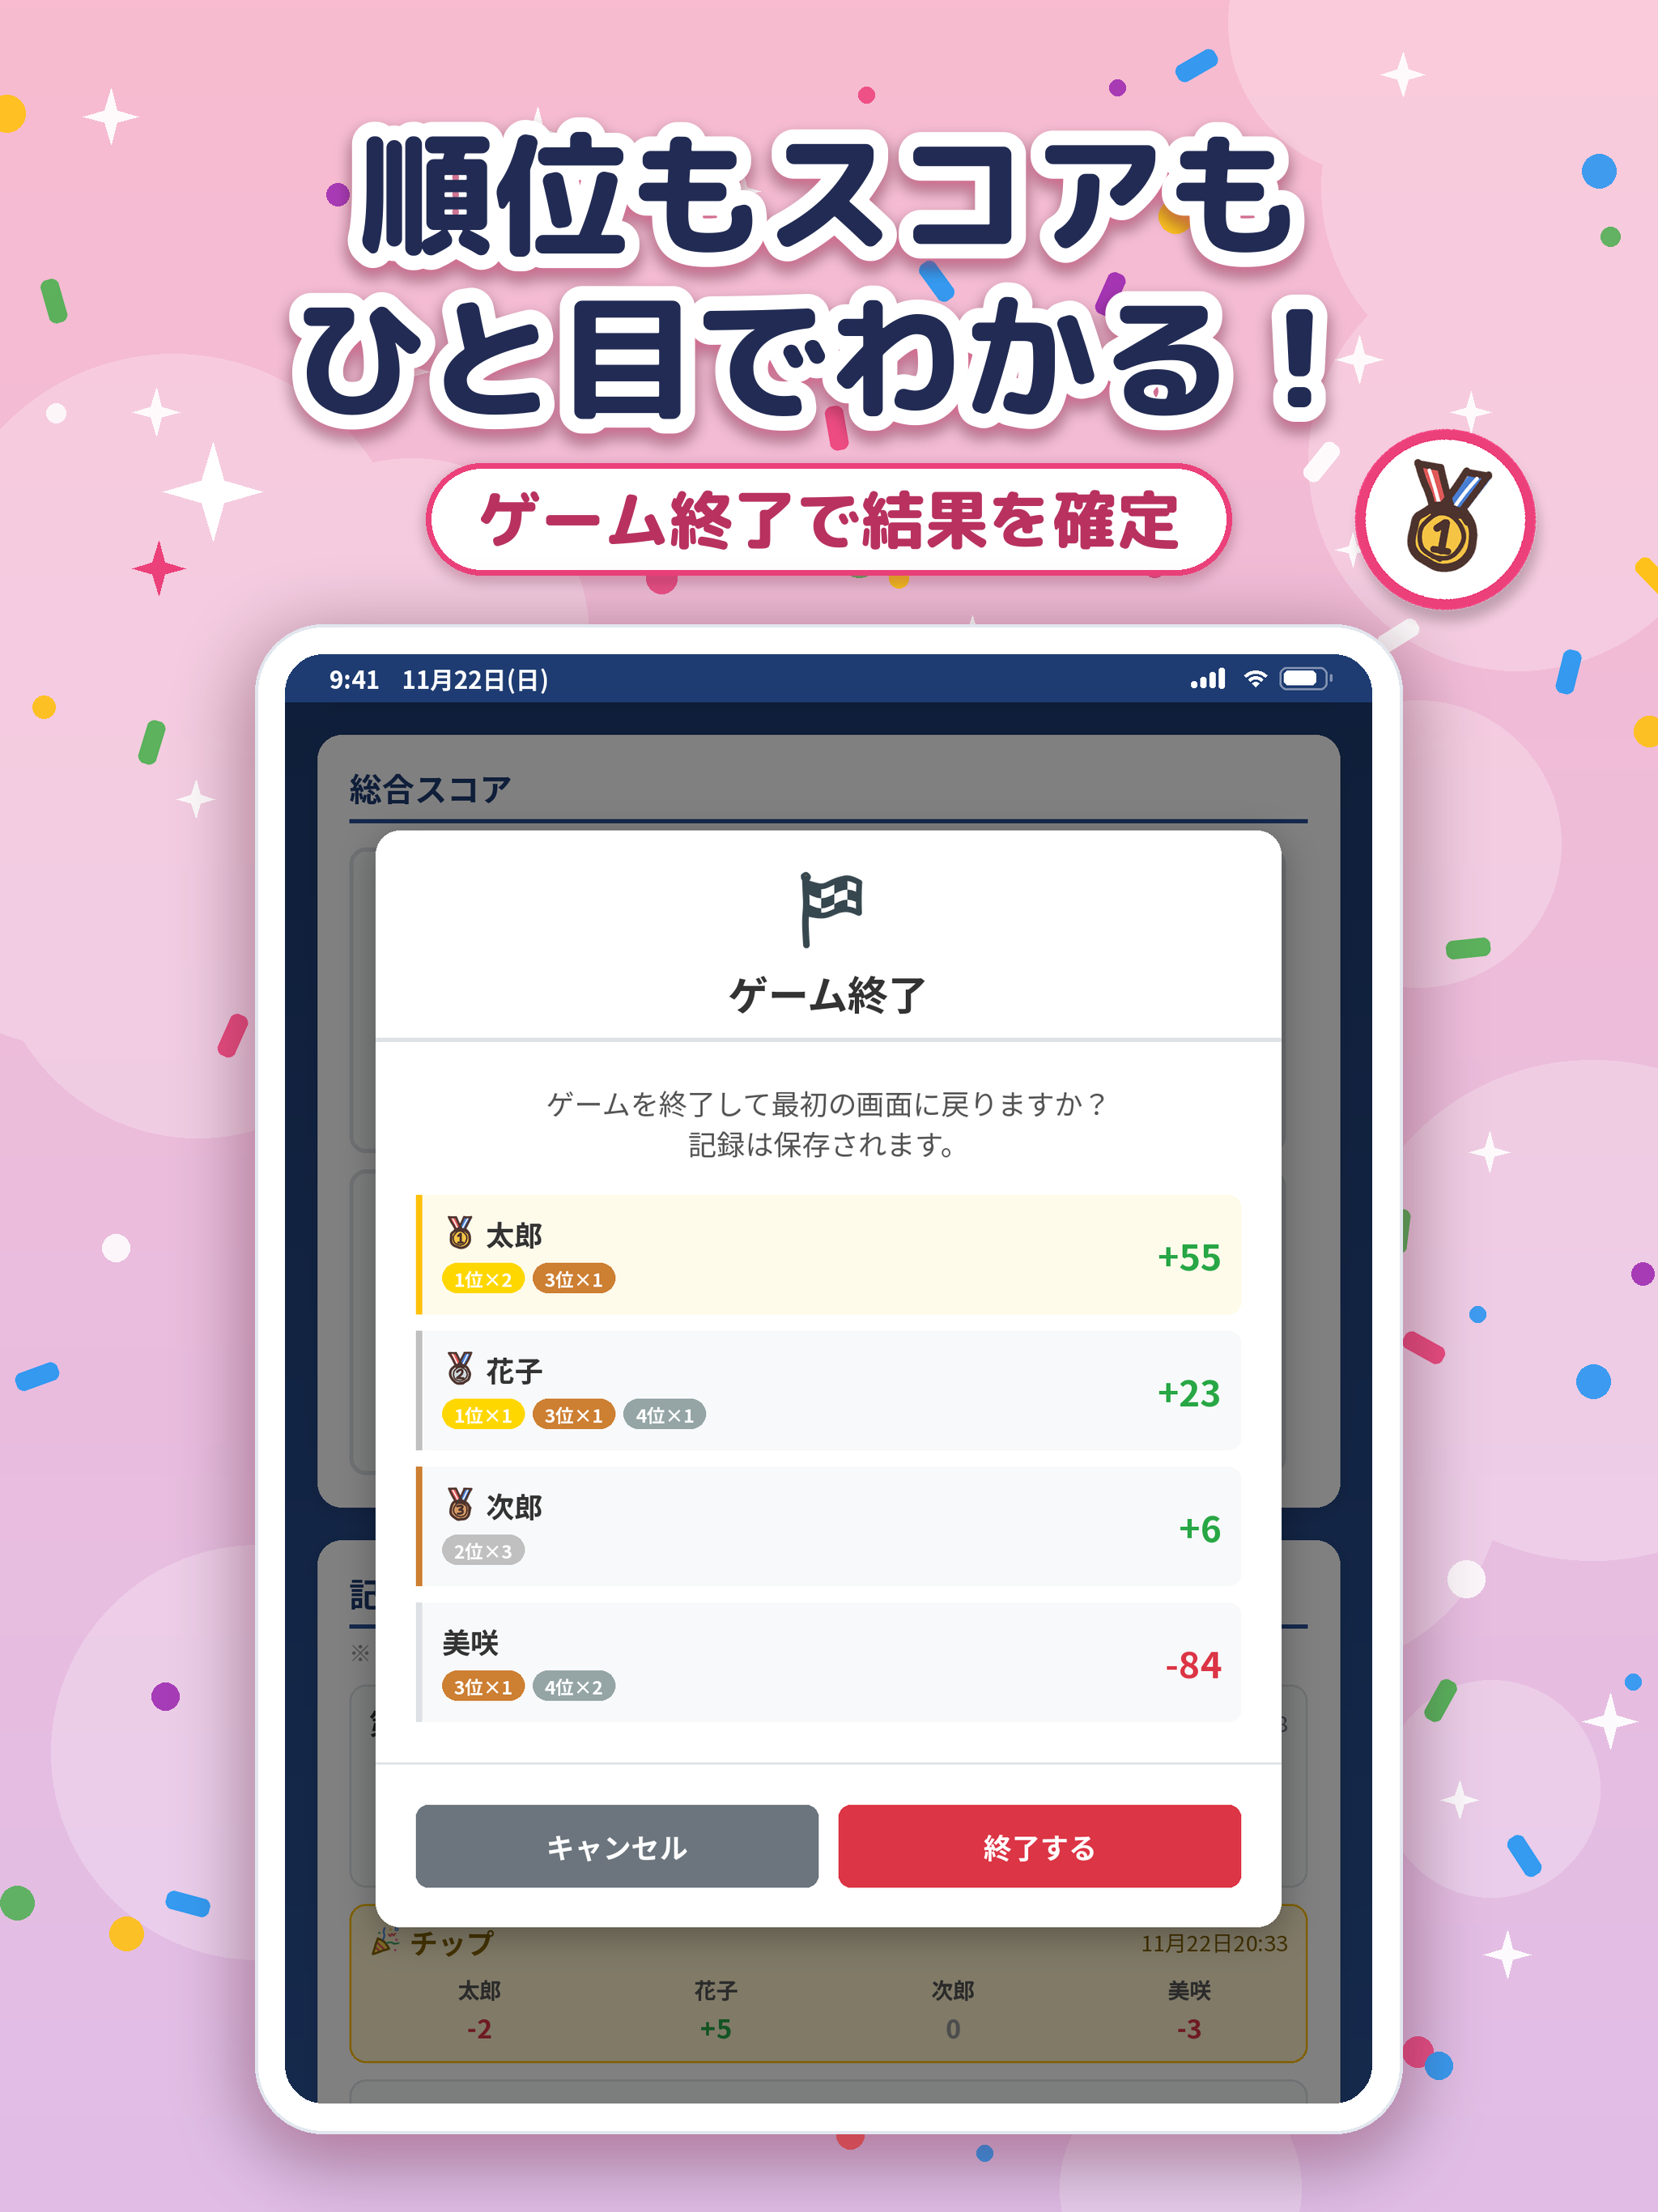 順位もスコアも
ひと目でわかる！
ゲーム終了で結果を確定
1
9:41 11月22日(日)
総合スコア
ゲーム終了
ゲームを終了して最初の画面に戻りますか？
記録は保存されます。
1 太郎
1位×2 3位×1
+55
2 花子
1位×1 3位×1 4位×1
+23
3 次郎
2位×3
+6
美咲
3位×1 4位×2
-84
記
※
3
キャンセル 終了する
チップ 11月22日20:33
太郎 花子 次郎 美咲
-2 +5 0 -3